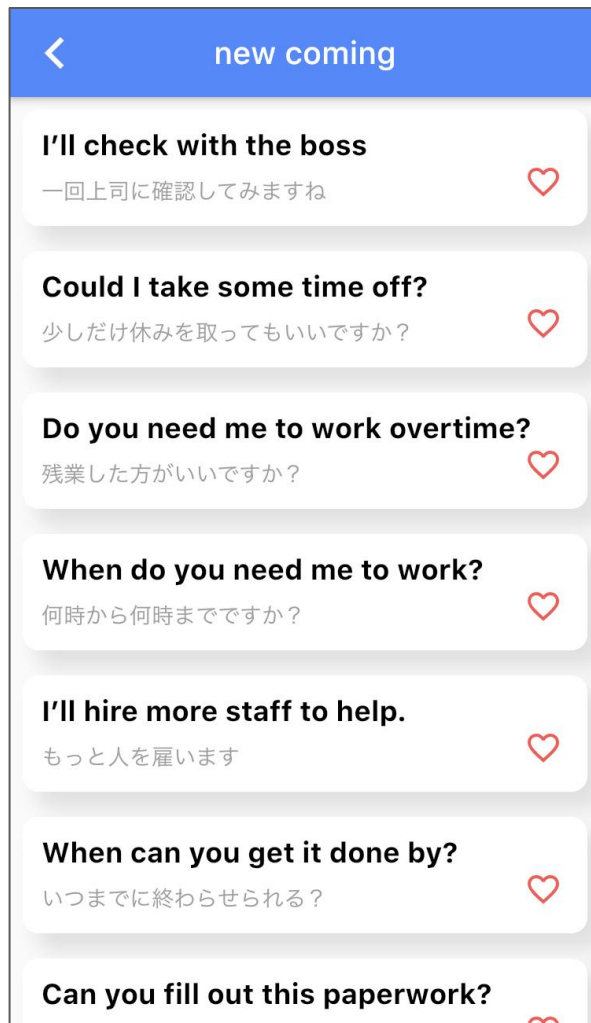 new coming
I’ll check with the boss
一回上司に確認してみますね
Could I take some time off?
少しだけ休みを取ってもいいですか？
Do you need me to work overtime?
残業した方がいいですか？
When do you need me to work?
何時から何時までですか？
I’ll hire more staff to help.
もっと人を雇います
When can you get it done by?
いつまでに終わらせられる？
Can you fill out this paperwork?